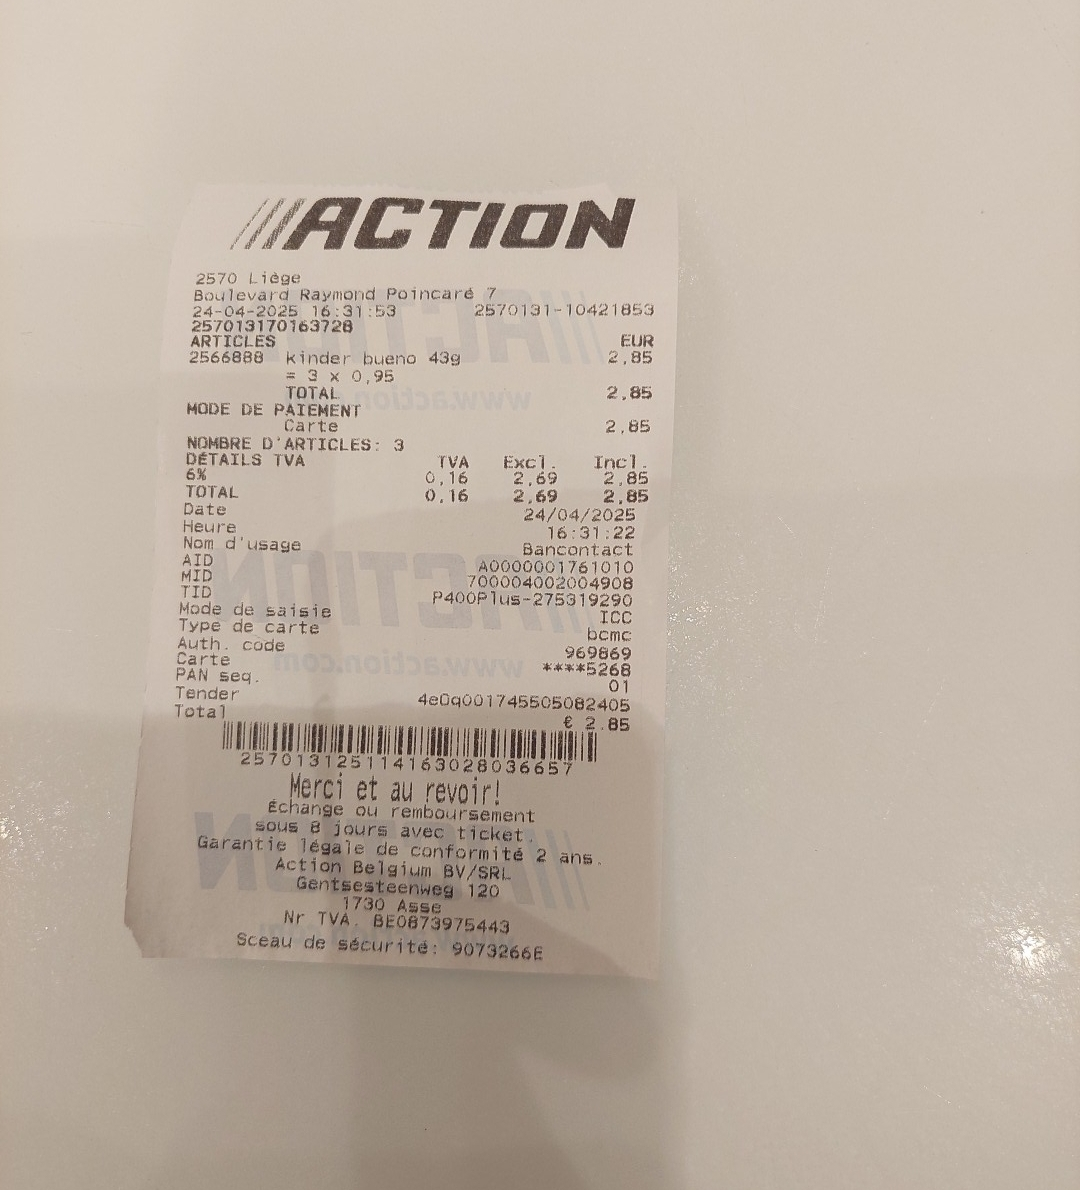 ///ACTION
2570 Liège
Boulevard Raymond Poincaré 7
24-04-2025 16:31:53 2570131-10421853
257013170163728
ARTICLES EUR
2566888 kinder bueno 43g 2,85
= 3 x 0,95
TOTAL 2,85
MODE DE PAIEMENT
Carte 2,85
NOMBRE D'ARTICLES: 3
DÉTAILS TVA TVA Excl. Incl.
6% 0,16 2,69 2,85
TOTAL 0,16 2,69 2,85
Date 24/04/2025
Heure 16:31:22
Nom d'usage Bancontact
AID A0000001761010
MID 700004002004908
TID P400Plus-275319290
Mode de saisie ICC
Type de carte bcmc
Auth. code 969869
Carte ****5268
PAN seq. 01
Tender 4e0q001745505082405
Total € 2.85
257013125114163028036657
Merci et au revoir!
Échange ou remboursement
sous 8 jours avec ticket.
Garantie légale de conformité 2 ans.
Action Belgium BV/SRL
Gentsesteenweg 120
1730 Asse
Nr TVA. BE0873975443
Sceau de sécurité: 9073266E